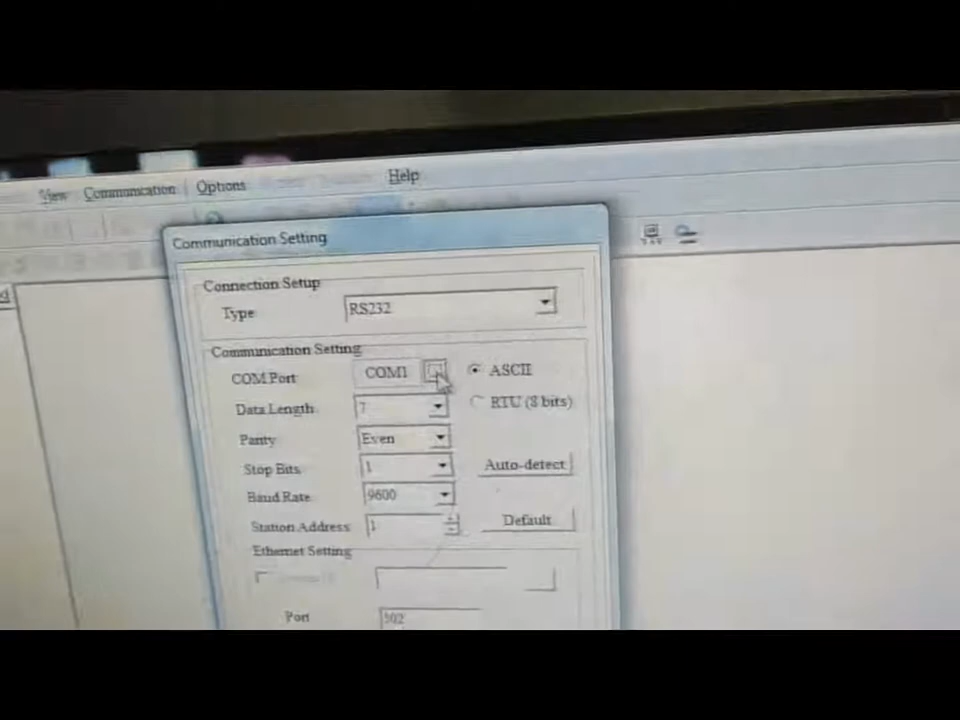 View Communication Options Help
Communication Setting
Connection Setup
Type RS232
Communication Setting
COM Port COM1 ASCII
Data Length 7 RTU (8 bits)
Parity Even
Stop Bits 1 Auto-detect
Baud Rate 9600
Station Address 1 Default
Ethernet Setting
Port 502